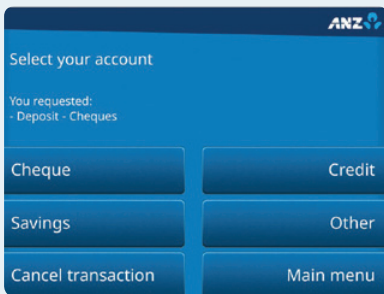 ANZ
Select your account
You requested:
- Deposit - Cheques
Cheque
Credit
Savings
Other
Cancel transaction
Main menu